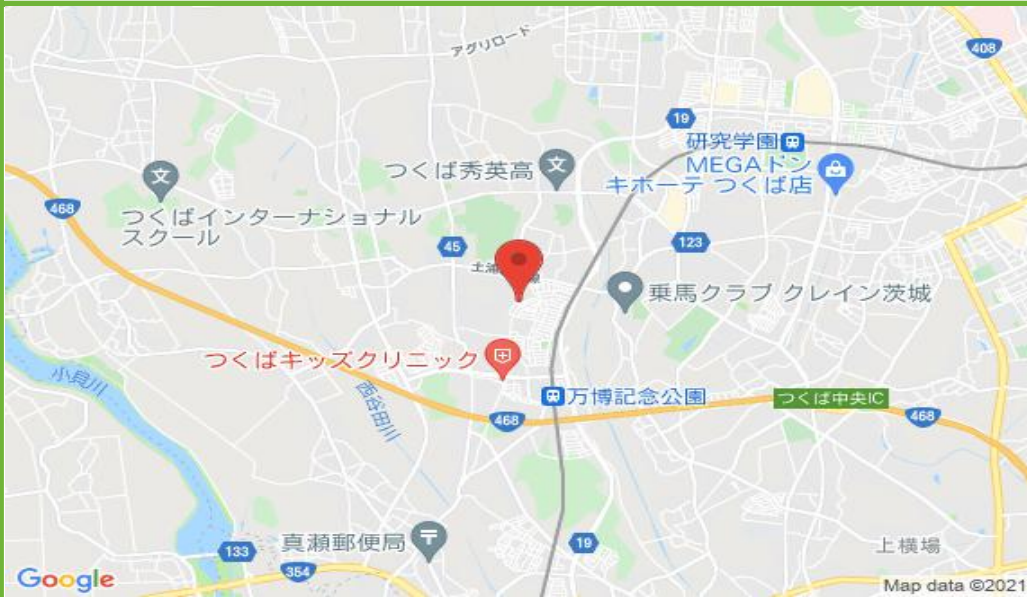 アグリロード
408
19
研究学園
MEGAドン
キホーテ つくば店
つくば秀英高
文
文
つくばインターナショナル
スクール
468
45
123
土浦
線
乗馬クラブ クレイン茨城
つくばキッズクリニック
小貝川
西谷田川
万博記念公園
つくば中央IC
468
468
真瀬郵便局
133
354
19
上横場
Google
Map data ©2021